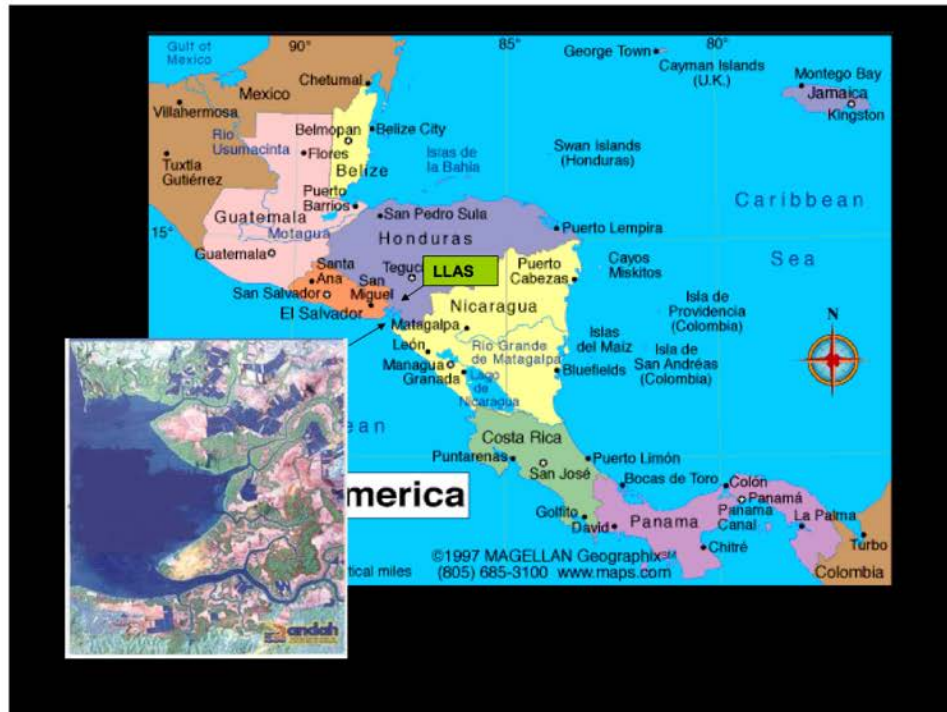 90°
85°
80°
Gulf of
Mexico
George Town
Cayman Islands
(U.K.)
Montego Bay
Jamaica
Kingston
Chetumal
Mexico
Villahermosa
Belmopan
Belize City
Rio
Usumacinta
Flores
Islas de
la Bahía
Swan Islands
(Honduras)
Tuxtla
Gutiérrez
Belize
Puerto
Barrios
Caribbean
Sea
Guatemala
San Pedro Sula
15°
Motagua
Honduras
Puerto Lempira
Guatemala
Santa
Ana
Teguci
LLAS
Puerto
Cabezas
Cayos
Miskitos
San Salvador
San
Miguel
El Salvador
Nicaragua
Isla de
Providencia
(Colombia)
N
Matagalpa
León
Rio Grande
de Matagalpa
Islas
del Maíz
Isla de
San Andréas
(Colombia)
Managua
Granada
Lago
de
Nicaragua
Bluefields
ean
Costa Rica
Puntarenas
San José
Puerto Limón
Bocas de Toro
Colón
Panamá
merica
Golfito
David
Panama
Panama
Canal
La Palma
Chitré
Turbo
©1997 MAGELLAN Geographix℠
(805) 685-3100 www.maps.com
Colombia
tical miles
andah